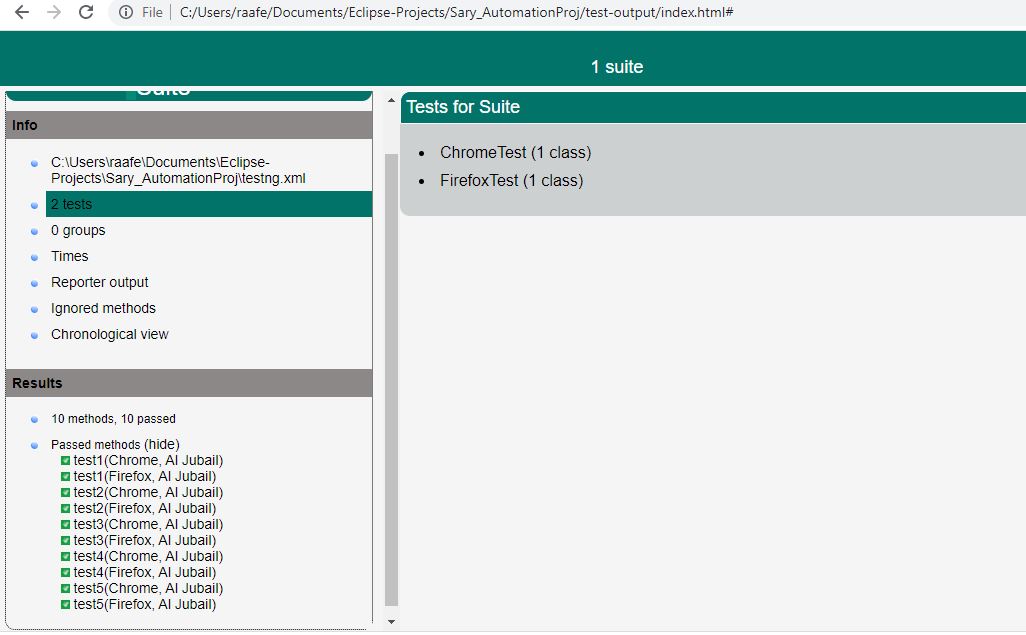 File
C:/Users/raafe/Documents/Eclipse-Projects/Sary_AutomationProj/test-output/index.html#
1 suite
Suite
Info
C:\Users\raafe\Documents\Eclipse-
Projects\Sary_AutomationProj\testng.xml
2 tests
0 groups
Times
Reporter output
Ignored methods
Chronological view
Results
10 methods, 10 passed
Passed methods (hide)
test1(Chrome, Al Jubail)
test1(Firefox, Al Jubail)
test2(Chrome, Al Jubail)
test2(Firefox, Al Jubail)
test3(Chrome, Al Jubail)
test3(Firefox, Al Jubail)
test4(Chrome, Al Jubail)
test4(Firefox, Al Jubail)
test5(Chrome, Al Jubail)
test5(Firefox, Al Jubail)
Tests for Suite
ChromeTest (1 class)
FirefoxTest (1 class)